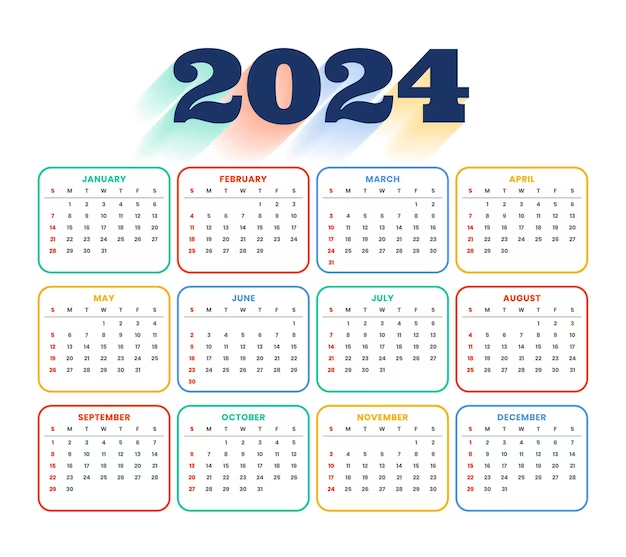 2024
JANUARY
S M T W T F S
1 2 3 4 5 6
7 8 9 10 11 12 13
14 15 16 17 18 19 20
21 22 23 24 25 26 27
28 29 30 31
FEBRUARY
S M T W T F S
1 2 3
4 5 6 7 8 9 10
11 12 13 14 15 16 17
18 19 20 21 22 23 24
25 26 27 28 29
MARCH
S M T W T F S
1 2
3 4 5 6 7 8 9
10 11 12 13 14 15 16
17 18 19 20 21 22 23
24 25 26 27 28 29 30
31
APRIL
S M T W T F S
1 2 3 4 5 6
7 8 9 10 11 12 13
14 15 16 17 18 19 20
21 22 23 24 25 26 27
28 29 30
MAY
S M T W T F S
1 2 3 4
5 6 7 8 9 10 11
12 13 14 15 16 17 18
19 20 21 22 23 24 25
26 27 28 29 30 31
JUNE
S M T W T F S
1
2 3 4 5 6 7 8
9 10 11 12 13 14 15
16 17 18 19 20 21 22
23 24 25 26 27 28 29
30
JULY
S M T W T F S
1 2 3 4 5 6
7 8 9 10 11 12 13
14 15 16 17 18 19 20
21 22 23 24 25 26 27
28 29 30 31
AUGUST
S M T W T F S
1 2 3
4 5 6 7 8 9 10
11 12 13 14 15 16 17
18 19 20 21 22 23 24
25 26 27 28 29 30 31
SEPTEMBER
S M T W T F S
1 2 3 4 5 6 7
8 9 10 11 12 13 14
15 16 17 18 19 20 21
22 23 24 25 26 27 28
29 30
OCTOBER
S M T W T F S
1 2 3 4 5
6 7 8 9 10 11 12
13 14 15 16 17 18 19
20 21 22 23 24 25 26
27 28 29 30 31
NOVEMBER
S M T W T F S
1 2
3 4 5 6 7 8 9
10 11 12 13 14 15 16
17 18 19 20 21 22 23
24 25 26 27 28 29 30
DECEMBER
S M T W T F S
1 2 3 4 5 6 7
8 9 10 11 12 13 14
15 16 17 18 19 20 21
22 23 24 25 26 27 28
29 30 31